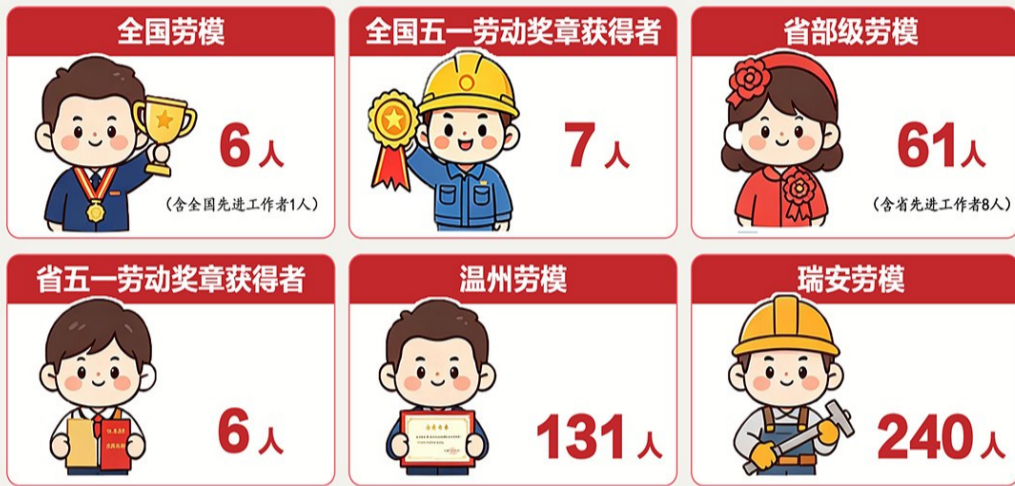 全国劳模
6人
(含全国先进工作者1人)
全国五一劳动奖章获得者
7人
省部级劳模
61人
(含省先进工作者8人)
省五一劳动奖章获得者
6人
温州劳模
131人
瑞安劳模
240人